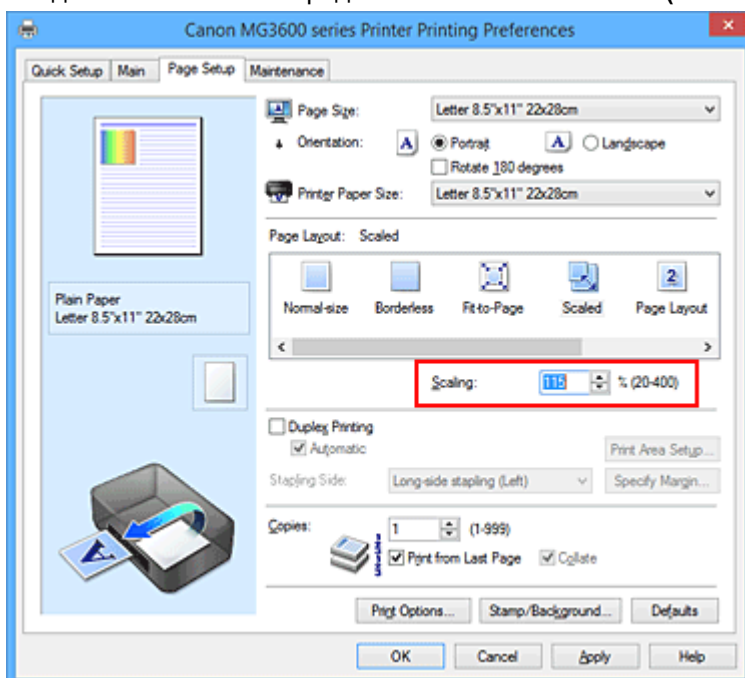 Canon MG3600 series Printer Printing Preferences
Quick Setup Main Page Setup Maintenance
Page Size: Letter 8.5"x11" 22x28cm
Orientation: A Portrait A Landscape
Rotate 180 degrees
Printer Paper Size: Letter 8.5"x11" 22x28cm
Page Layout: Scaled
Normal-size Borderless Fit-to-Page Scaled Page Layout
Plain Paper
Letter 8.5"x11" 22x28cm
Scaling: 115 % (20-400)
Duplex Printing
Automatic
Print Area Setup...
Stapling Side: Long-side stapling (Left) Specify Margin...
Copies: 1 (1-999)
Print from Last Page Collate
Print Options... Stamp/Background... Defaults
OK Cancel Apply Help